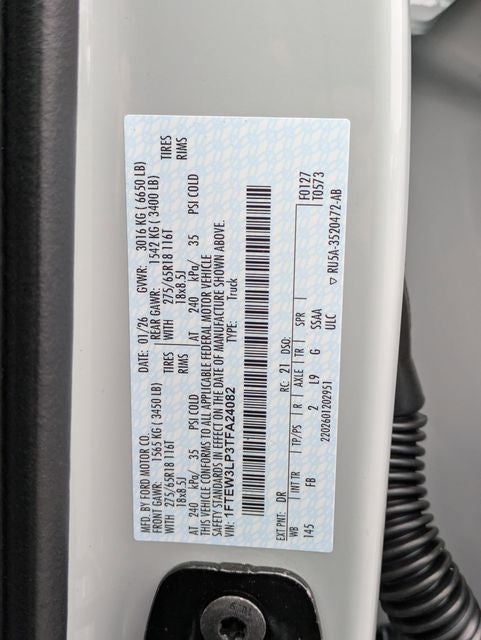 MFD. BY FORD MOTOR CO. DATE: 01/26 GVWR: 3016 KG ( 6650 LB)
FRONT GAWR: 1565 KG ( 3450 LB) REAR GAWR: 1542 KG ( 3400 LB)
WITH 275/65R18 116T TIRES WITH 275/65R18 116T TIRES
18x8.5J RIMS 18x8.5J RIMS
AT 240 kPa/ 35 PSI COLD AT 240 kPa/ 35 PSI COLD
THIS VEHICLE CONFORMS TO ALL APPLICABLE FEDERAL MOTOR VEHICLE
SAFETY STANDARDS IN EFFECT ON THE DATE OF MANUFACTURE SHOWN ABOVE.
VIN: 1FTEW3LP3TFA24082 TYPE: Truck
F0127
T0573
EXT PNT: DR RC: 21 DSO:
WB INT TR TP/PS R AXLE TR SPR
145 FB 2 L9 G S5AA
2202601202951 ULC
RU5A-3520472-AB